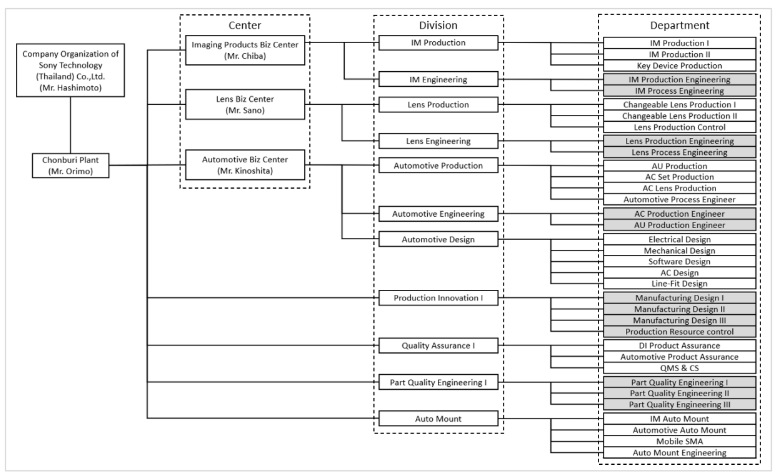 Center
Division
Department
Company Organization of
Sony Technology
(Thailand) Co.,Ltd.
(Mr. Hashimoto)
Chonburi Plant
(Mr. Orimo)
Imaging Products Biz Center
(Mr. Chiba)
Lens Biz Center
(Mr. Sano)
Automotive Biz Center
(Mr. Kinoshita)
IM Production
IM Engineering
Lens Production
Lens Engineering
Automotive Production
Automotive Engineering
Automotive Design
Production Innovation I
Quality Assurance I
Part Quality Engineering I
Auto Mount
IM Production I
IM Production II
Key Device Production
IM Production Engineering
IM Process Engineering
Changeable Lens Production I
Changeable Lens Production II
Lens Production Control
Lens Production Engineering
Lens Process Engineering
AU Production
AC Set Production
AC Lens Production
Automotive Process Engineer
AC Production Engineer
AU Production Engineer
Electrical Design
Mechanical Design
Software Design
AC Design
Line-Fit Design
Manufacturing Design I
Manufacturing Design II
Manufacturing Design III
Production Resource control
DI Product Assurance
Automotive Product Assurance
QMS & CS
Part Quality Engineering I
Part Quality Engineering II
Part Quality Engineering III
IM Auto Mount
Automotive Auto Mount
Mobile SMA
Auto Mount Engineering